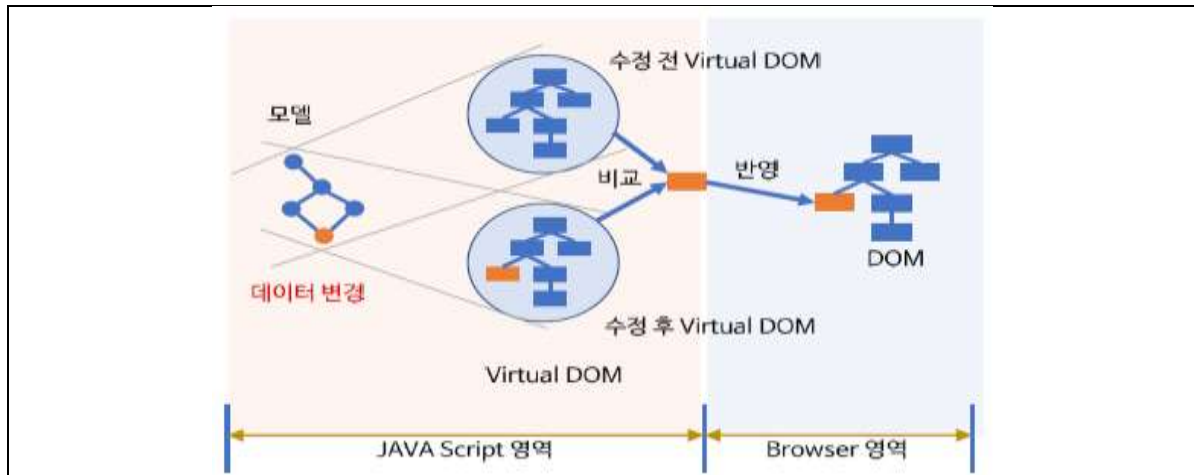 수정 전 Virtual DOM
모델
비교
반영
DOM
데이터 변경
수정 후 Virtual DOM
Virtual DOM
JAVA Script 영역
Browser 영역